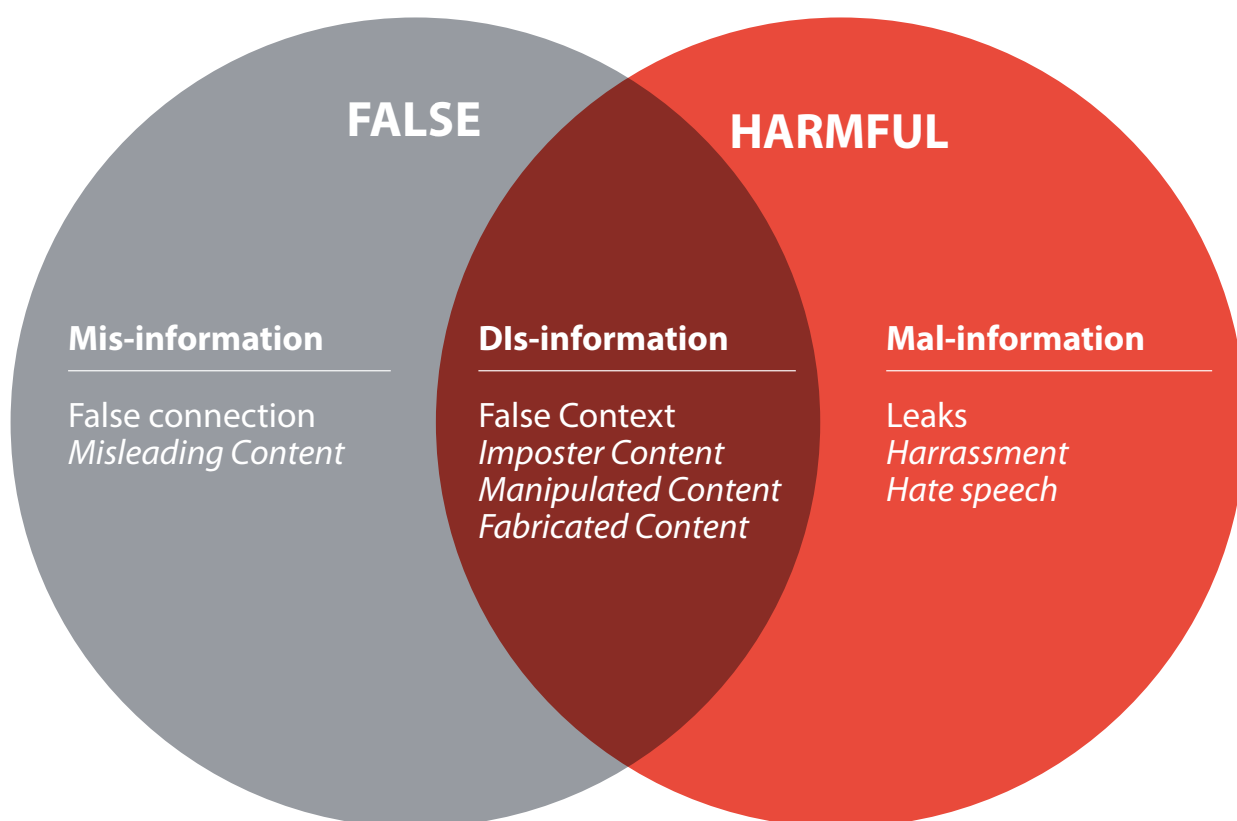 FALSE
HARMFUL
Mis-information
False connection
Misleading Content
DIs-information
False Context
Imposter Content
Manipulated Content
Fabricated Content
Mal-information
Leaks
Harrassment
Hate speech